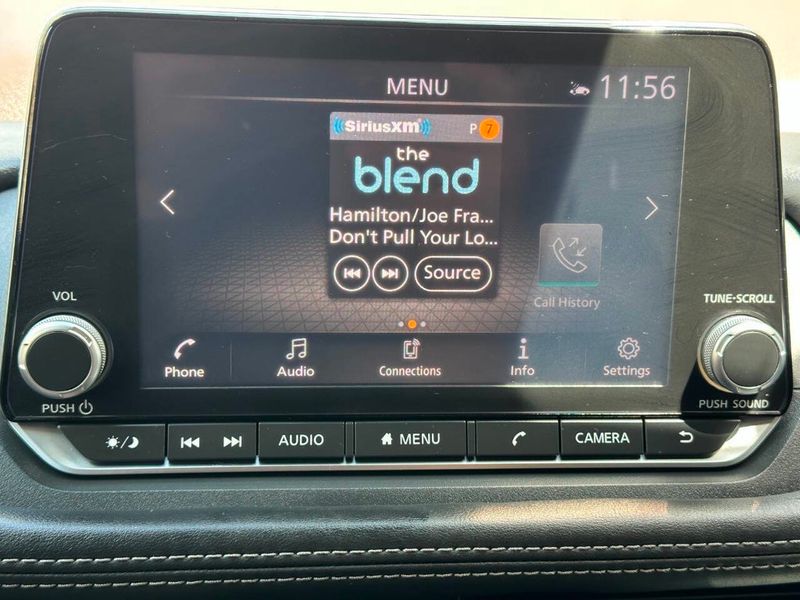 MENU
11:56
SiriusXm
P 7
the
blend
Hamilton/Joe Fra...
Don't Pull Your Lo...
Source
Call History
VOL
TUNE·SCROLL
Phone
Audio
Connections
Info
Settings
PUSH
PUSH SOUND
AUDIO
MENU
CAMERA